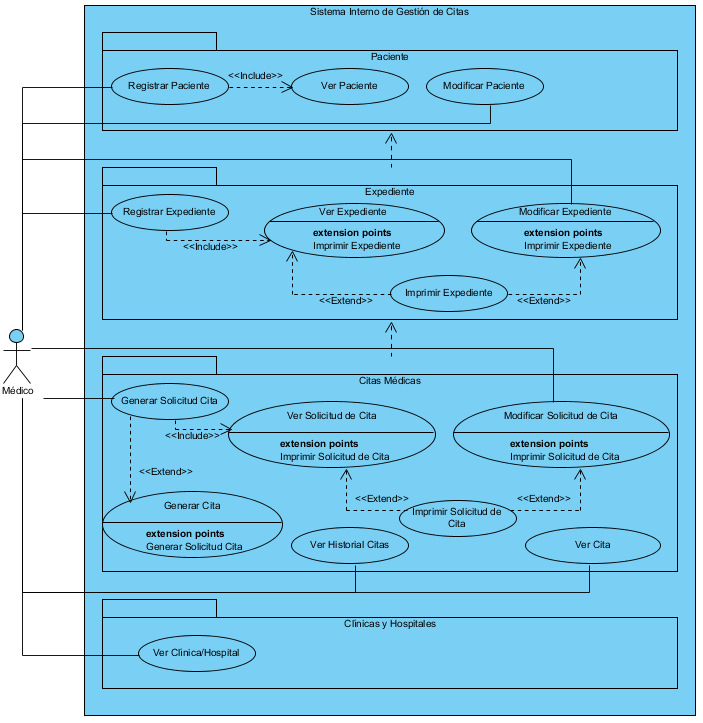 Sistema Interno de Gestión de Citas
Paciente
Registrar Paciente
<<Include>>
Ver Paciente
Modificar Paciente
Expediente
Registrar Expediente
<<Include>>
Ver Expediente
extension points
Imprimir Expediente
Modificar Expediente
extension points
Imprimir Expediente
<<Extend>>
Imprimir Expediente
<<Extend>>
Médico
Citas Médicas
Generar Solicitud Cita
<<Include>>
Ver Solicitud de Cita
extension points
Imprimir Solicitud de Cita
Modificar Solicitud de Cita
extension points
Imprimir Solicitud de Cita
<<Extend>>
<<Extend>>
Imprimir Solicitud de
Cita
<<Extend>>
Generar Cita
extension points
Generar Solicitud Cita
Ver Historial Citas
Ver Cita
Clínicas y Hospitales
Ver Clinica/Hospital